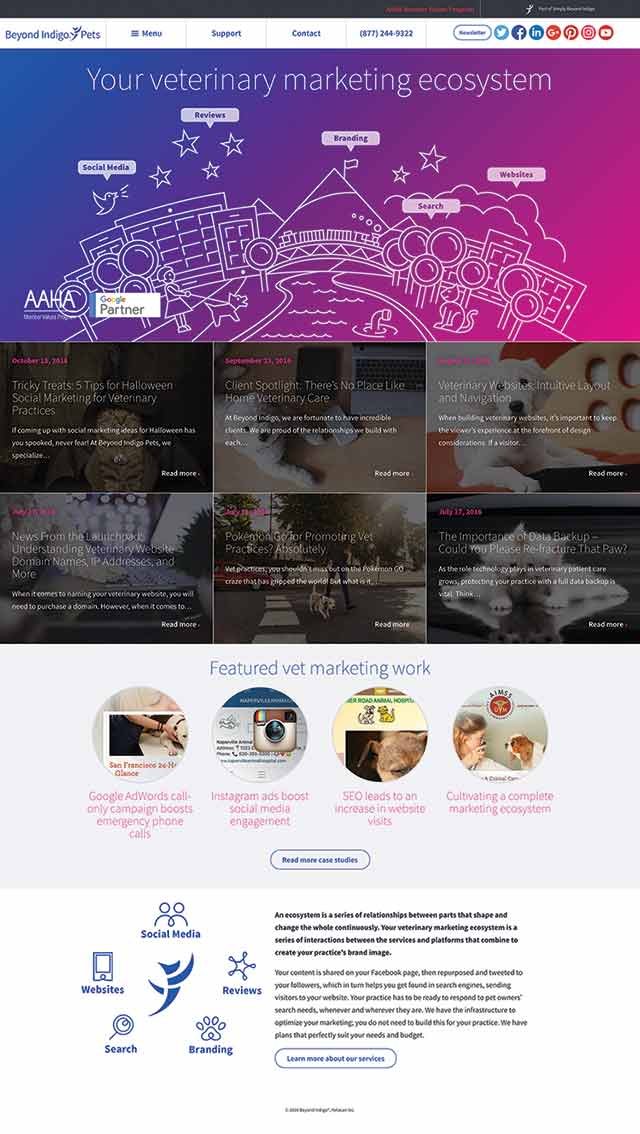 AAHA Member Values Program
Part of Simply Beyond Indigo
Beyond Indigo Pets
Menu
Support
Contact
(877) 244-9322
Newsletter
Your veterinary marketing ecosystem
Reviews
Branding
Social Media
Websites
Search
AAHA
Member Values Program
Google
Partner
October 13, 2016
Tricky Treats: 5 Tips for Halloween
Social Marketing for Veterinary
Practices
If coming up with social marketing ideas for Halloween has
you spooked, never fear! At Beyond Indigo Pets, we
specialize…
Read more ›
September 23, 2016
Client Spotlight: There's No Place Like
Home Veterinary Care
At Beyond Indigo, we are fortunate to have incredible
clients. We are proud of the relationships we build with
each…
Read more ›
Veterinary Websites: Intuitive Layout
and Navigation
When building veterinary websites, it's important to keep
the viewer's experience at the forefront of design
considerations. If a visitor…
Read more ›
News From the Launchpad:
Understanding Veterinary Website
Domain Names, IP Addresses, and
More
When it comes to naming your veterinary website, you will
need to purchase a domain. However, when it comes to…
Read more ›
Pokémon Go for Promoting Vet
Practices? Absolutely.
Vet practices, you shouldn't miss out on the Pokémon GO
craze that has gripped the world! But what is it,…
Read more ›
July 17, 2016
The Importance of Data Backup –
Could You Please Re-fracture That Paw?
As the role technology plays in veterinary patient care
grows, protecting your practice with a full data backup is
vital. Think…
Read more ›
Featured vet marketing work
San Francisco 24-H
Glance
NAPERVILLE
Naperville Animal
Address:
Phone:
www.napervilleanimalhospital.com
ER ROAD ANIMAL HOSPITAL
AIMSS
Google AdWords call-
only campaign boosts
emergency phone
calls
Instagram ads boost
social media
engagement
SEO leads to an
increase in website
visits
Cultivating a complete
marketing ecosystem
Read more case studies
Social Media
Websites
Reviews
Search
Branding
An ecosystem is a series of relationships between parts that shape and
change the whole continuously. Your veterinary marketing ecosystem is a
series of interactions between the services and platforms that combine to
create your practice's brand image.
Your content is shared on your Facebook page, then repurposed and tweeted to
your followers, which in turn helps you get found in search engines, sending
visitors to your website. Your practice has to be ready to respond to pet owners'
search needs, whenever and wherever they are. We have the infrastructure to
optimize your marketing; you do not need to build this for your practice. We have
plans that perfectly suit your needs and budget.
Learn more about our services
© 2016 Beyond Indigo®